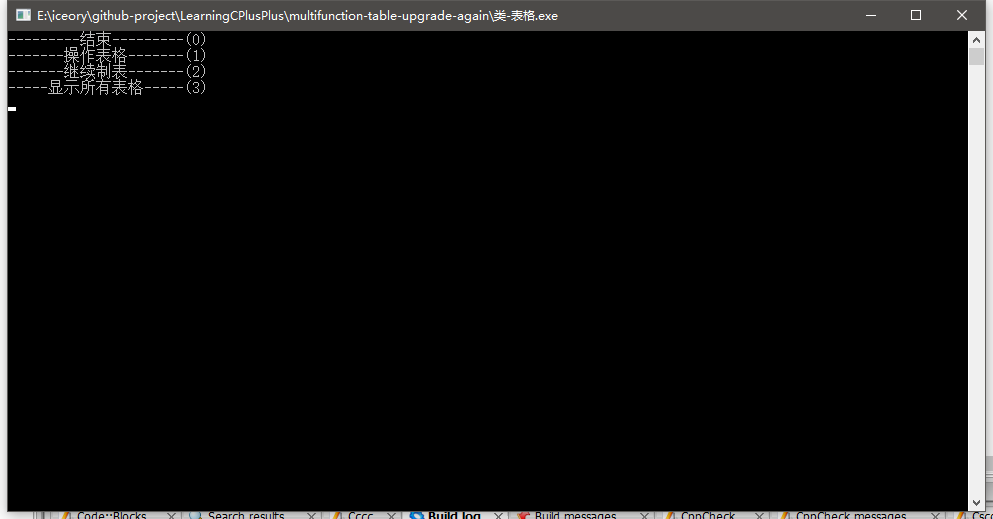 E:\iceory\github-project\LearningCPlusPlus\multifunction-table-upgrade-again\类-表格.exe
---------结束---------(0)
-------操作表格-------(1)
-------继续制表-------(2)
-----显示所有表格-----(3)
Code::Blocks Search results Cccc Build log Build messages CppCheck CppCheck messages Cscc